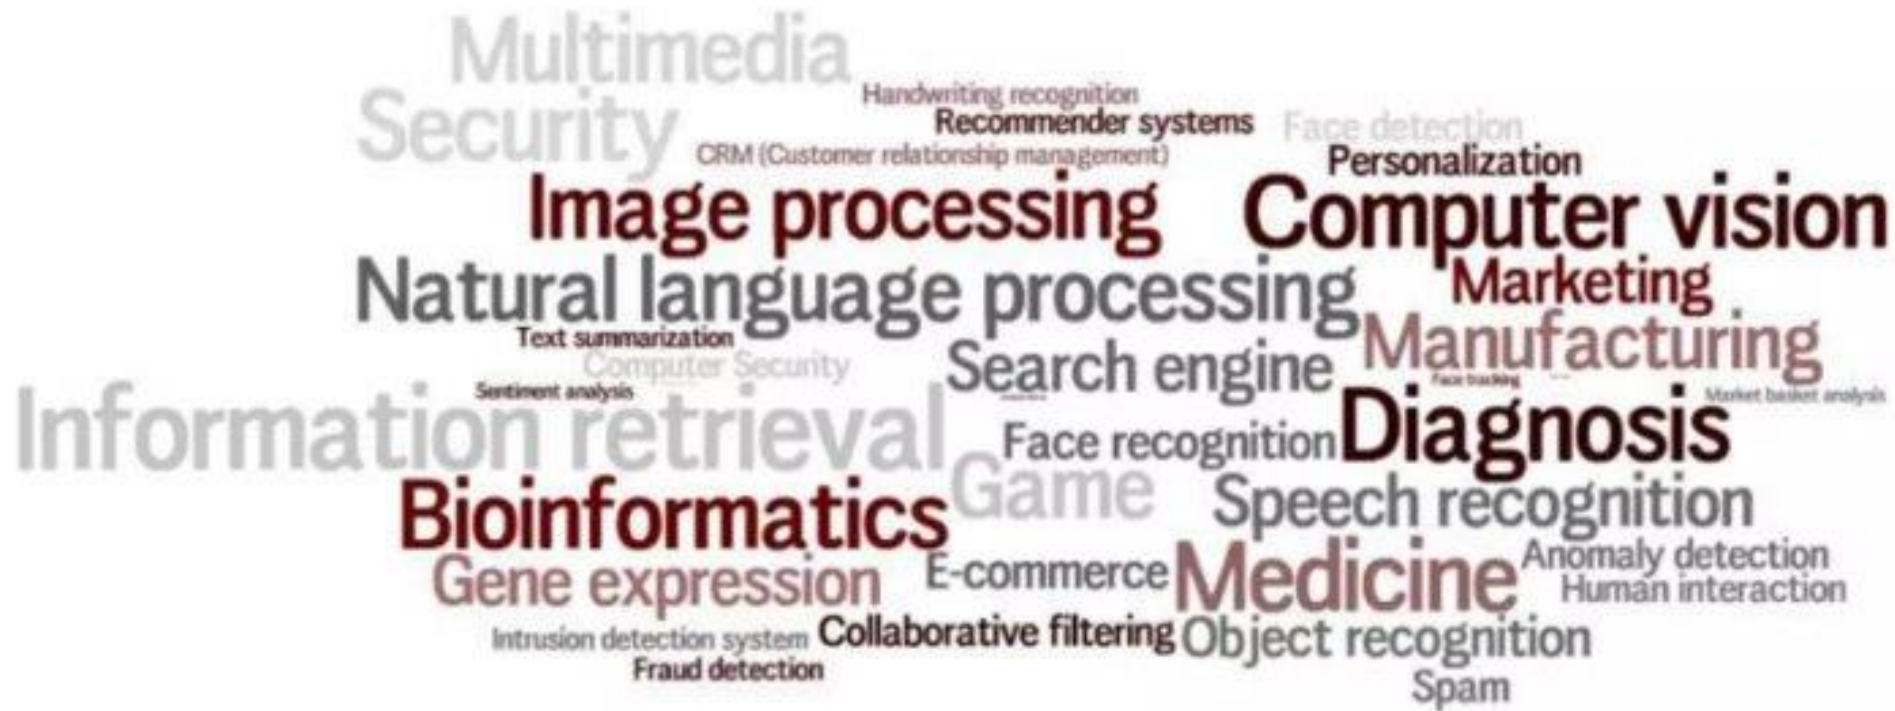 Multimedia
Handwriting recognition
Security
Recommender systems
Face detection
CRM (Customer relationship management)
Personalization
Image processing
Computer vision
Natural language processing
Marketing
Text summarization
Manufacturing
Computer Security
Search engine
Sentiment analysis
Face tracking
Market basket analysis
Information retrieval
Face recognition
Diagnosis
Game
Bioinformatics
Speech recognition
Gene expression
E-commerce
Medicine
Anomaly detection
Human interaction
Intrusion detection system
Collaborative filtering
Object recognition
Fraud detection
Spam